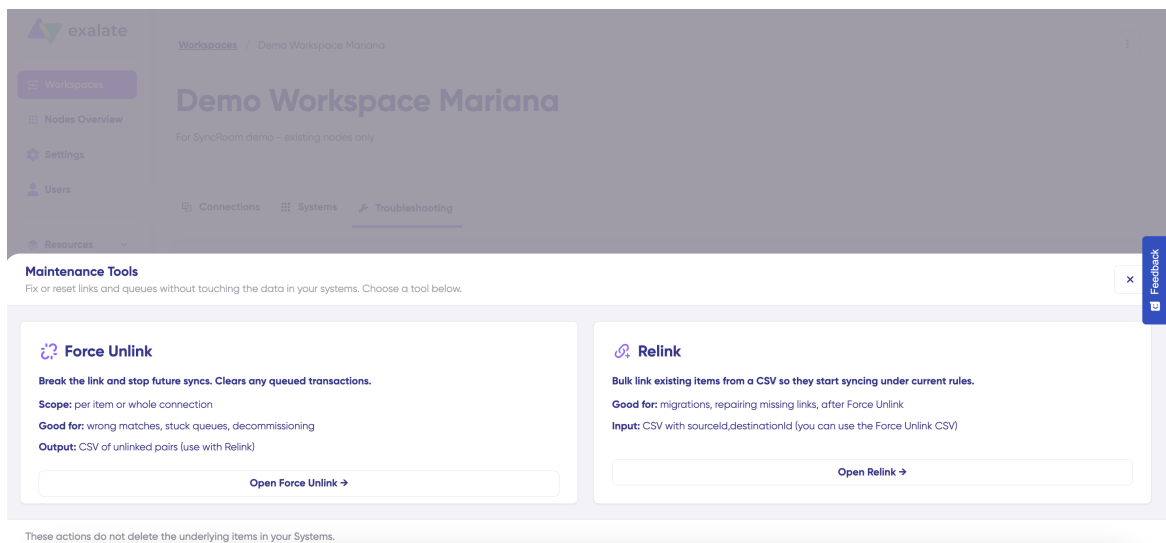 exalate
Workspaces / Demo Workspace Mariana
Workspaces
Demo Workspace Mariana
Nodes Overview
For SyncRoom demo - existing nodes only
Settings
Users
Connections Systems Troubleshooting
Resources
Feedback
Maintenance Tools
Fix or reset links and queues without touching the data in your systems. Choose a tool below.
Force Unlink
Break the link and stop future syncs. Clears any queued transactions.
Scope: per item or whole connection
Good for: wrong matches, stuck queues, decommissioning
Output: CSV of unlinked pairs (use with Relink)
Open Force Unlink →
Relink
Bulk link existing items from a CSV so they start syncing under current rules.
Good for: migrations, repairing missing links, after Force Unlink
Input: CSV with sourceId,destinationId (you can use the Force Unlink CSV)
Open Relink →
These actions do not delete the underlying items in your Systems.